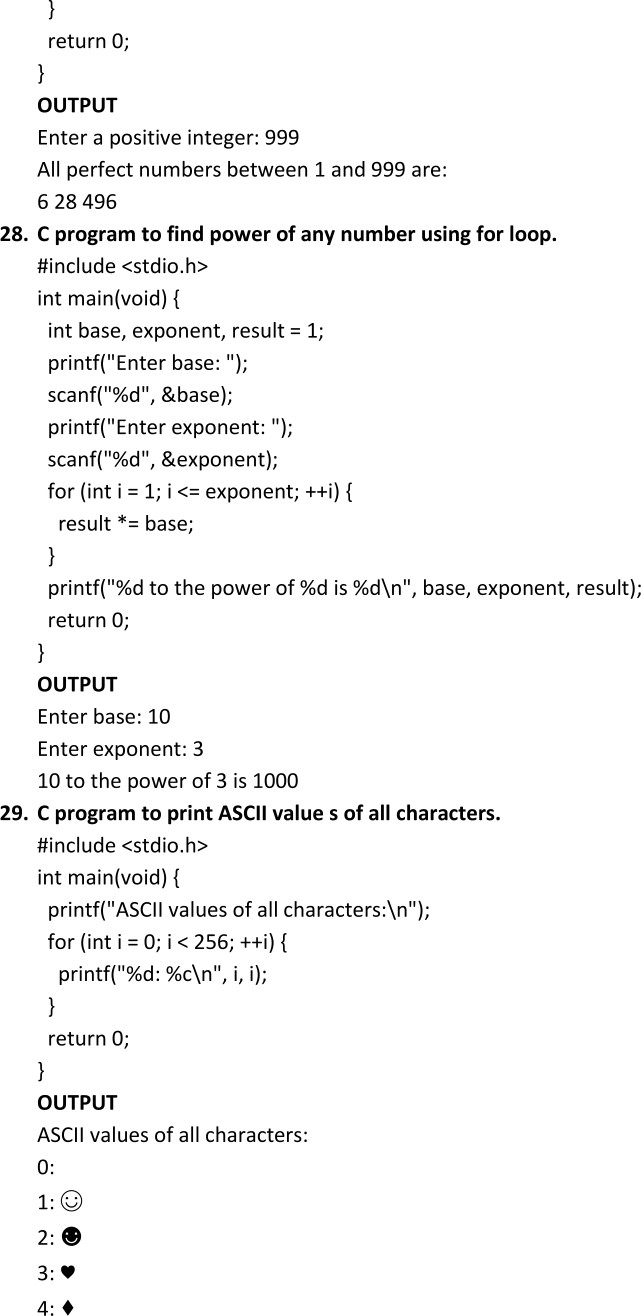 }
return 0;
}
OUTPUT
Enter a positive integer: 999
All perfect numbers between 1 and 999 are:
6 28 496
28. C program to find power of any number using for loop.
#include <stdio.h>
int main(void) {
int base, exponent, result = 1;
printf("Enter base: ");
scanf("%d", &base);
printf("Enter exponent: ");
scanf("%d", &exponent);
for (int i = 1; i <= exponent; ++i) {
result *= base;
}
printf("%d to the power of %d is %d\n", base, exponent, result);
return 0;
}
OUTPUT
Enter base: 10
Enter exponent: 3
10 to the power of 3 is 1000
29. C program to print ASCII value s of all characters.
#include <stdio.h>
int main(void) {
printf("ASCII values of all characters:\n");
for (int i = 0; i < 256; ++i) {
printf("%d: %c\n", i, i);
}
return 0;
}
OUTPUT
ASCII values of all characters:
0:
1: ☺
2: ☻
3: ♥
4: ♦